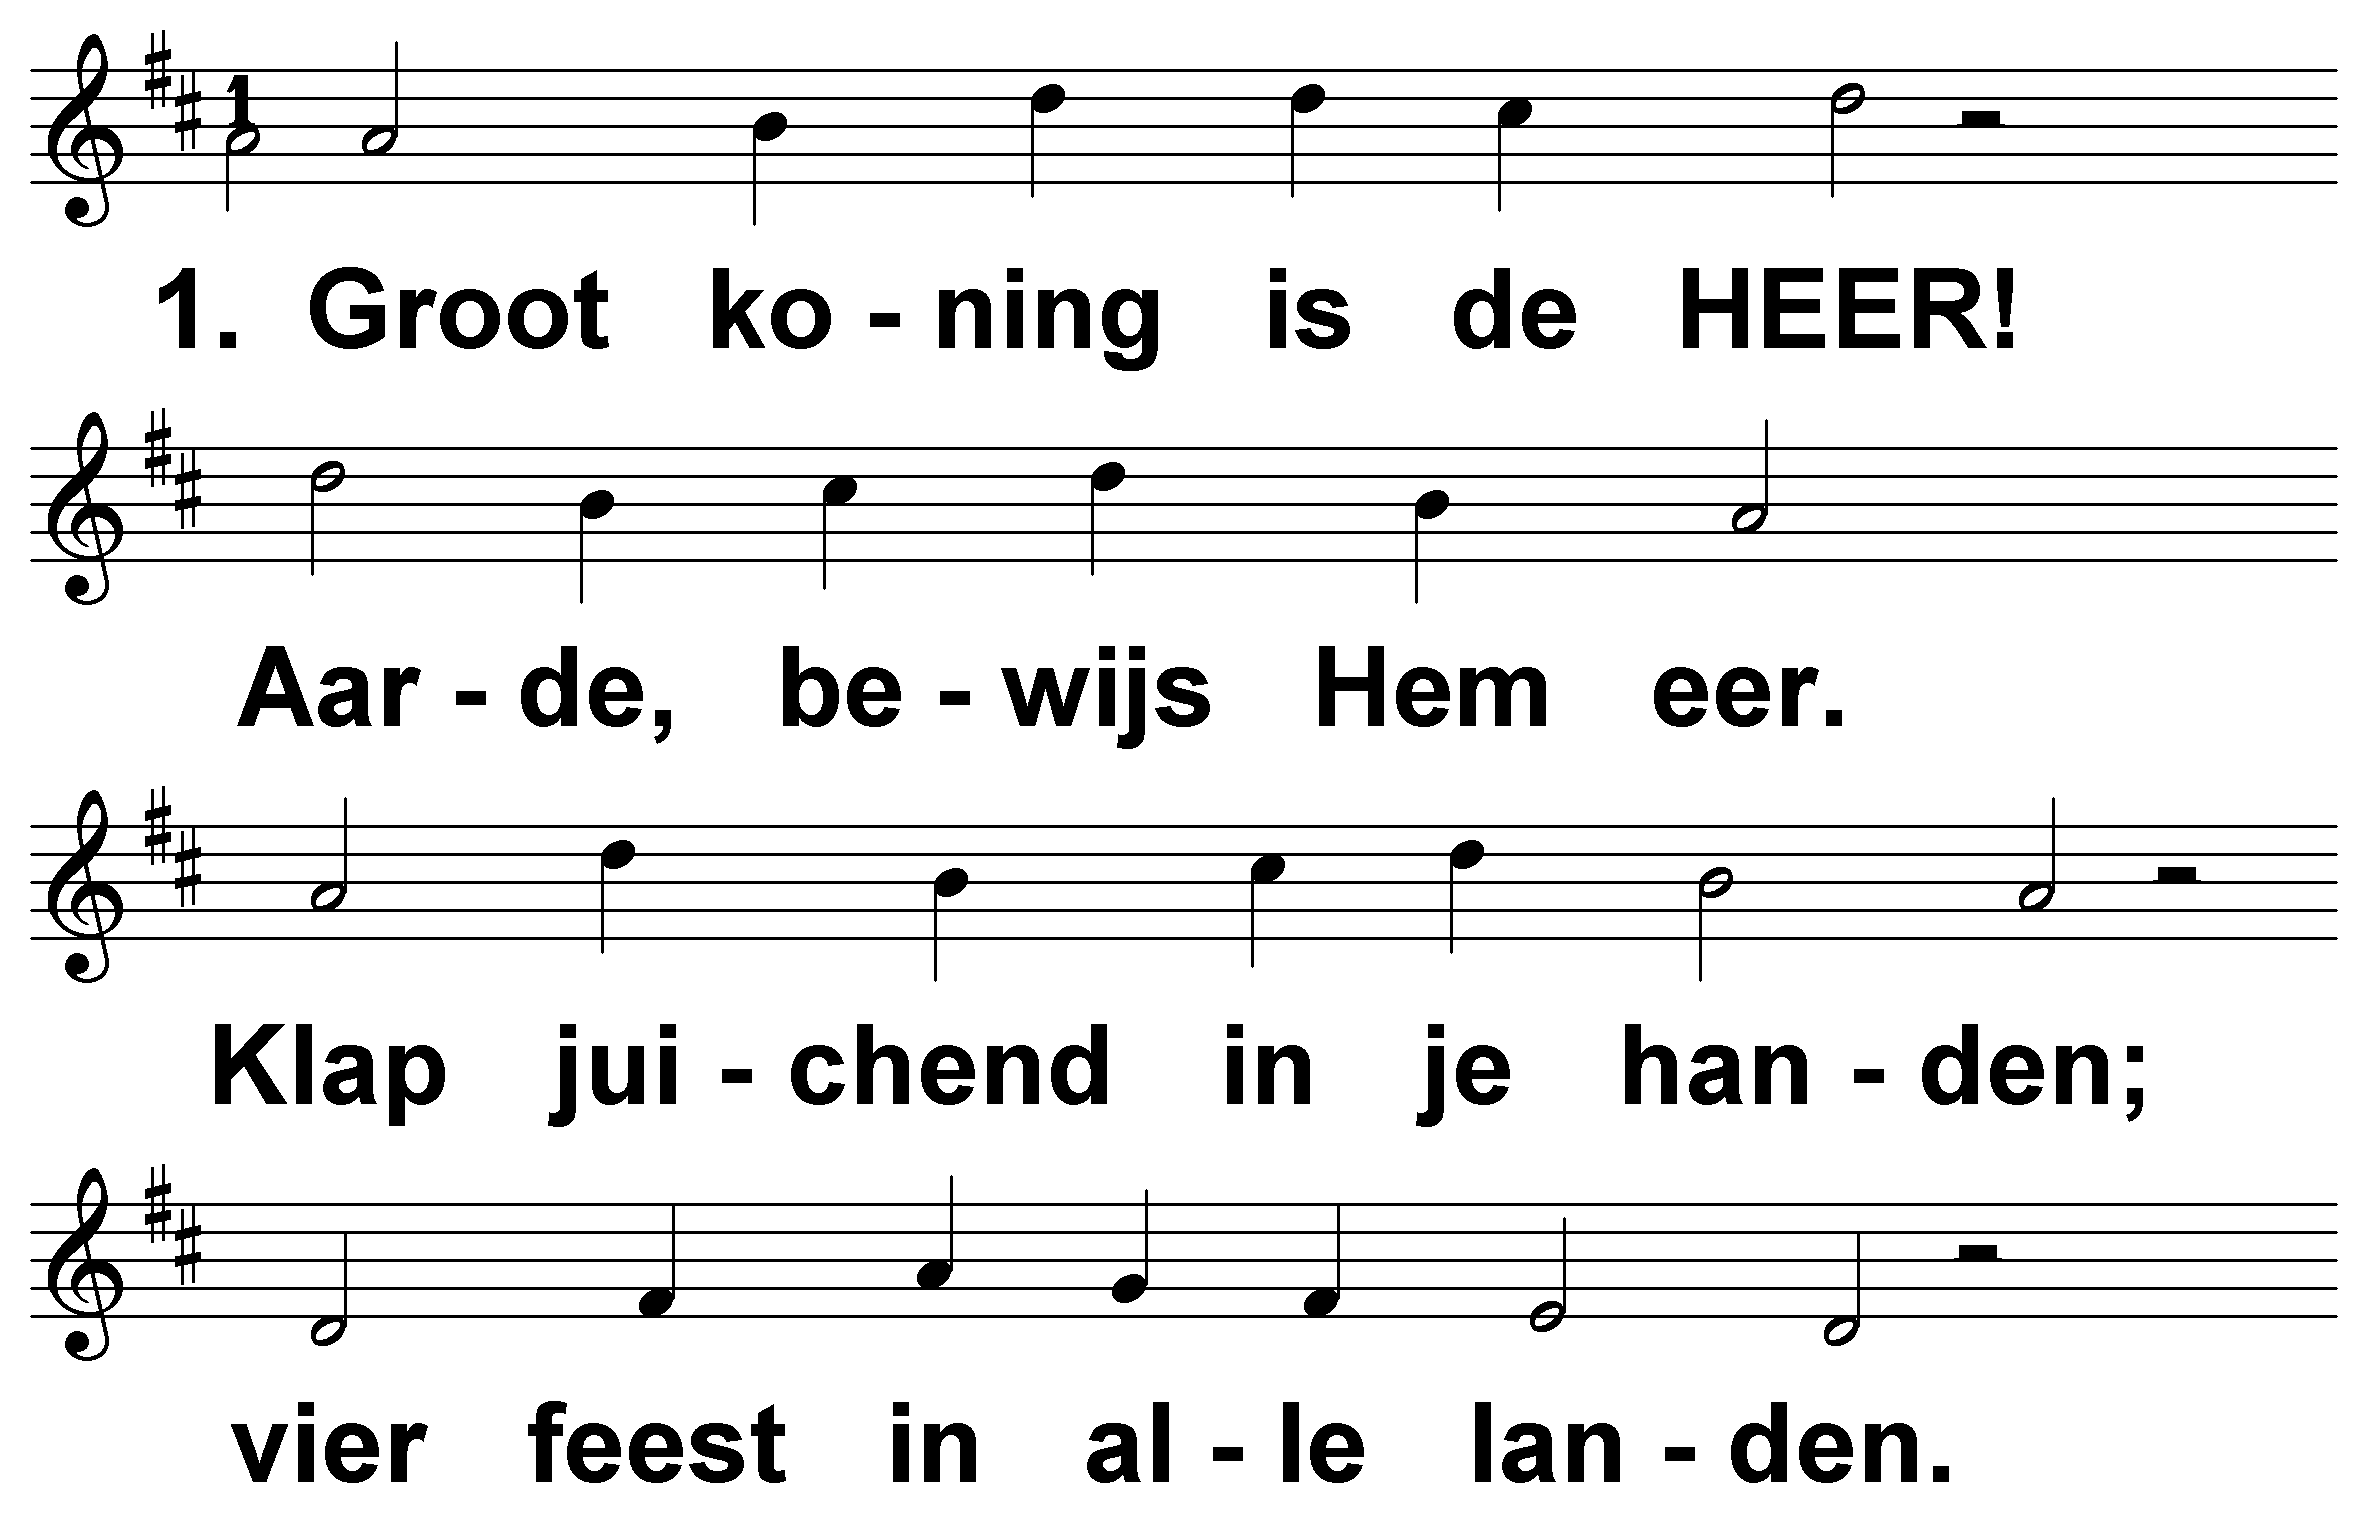 1
1. Groot ko - ning is de HEER!
Aar - de, be - wijs Hem eer.
Klap jui - chend in je han - den;
vier feest in al - le lan - den.